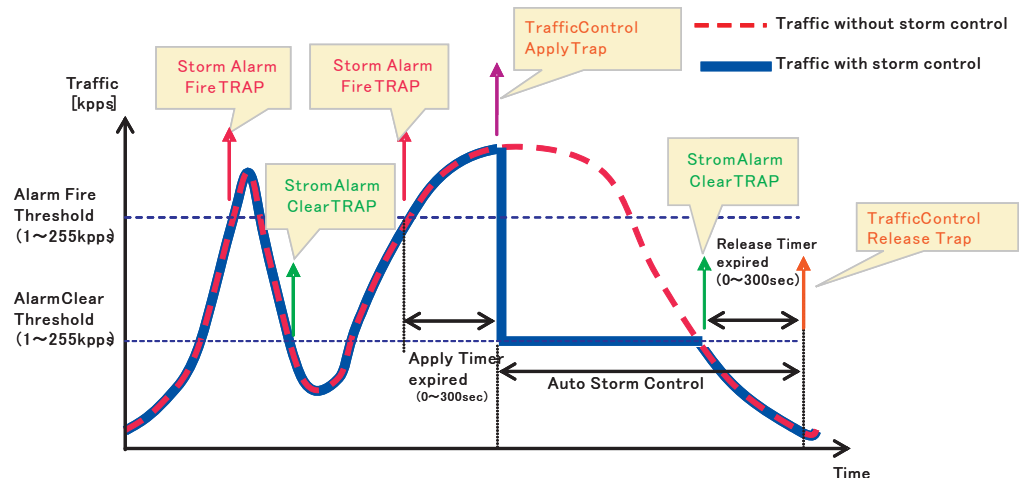 Traffic without storm control
Traffic with storm control
TrafficControl
ApplyTrap
Storm Alarm
FireTRAP
Storm Alarm
FireTRAP
Traffic
[kpps]
StromAlarm
ClearTRAP
StromAlarm
ClearTRAP
Alarm Fire
Threshold
(1～255kpps)
TrafficControl
Release Trap
Release Timer
expired
(0～300sec)
AlarmClear
Threshold
(1～255kpps)
Apply Timer
expired
(0～300sec)
Auto Storm Control
Time